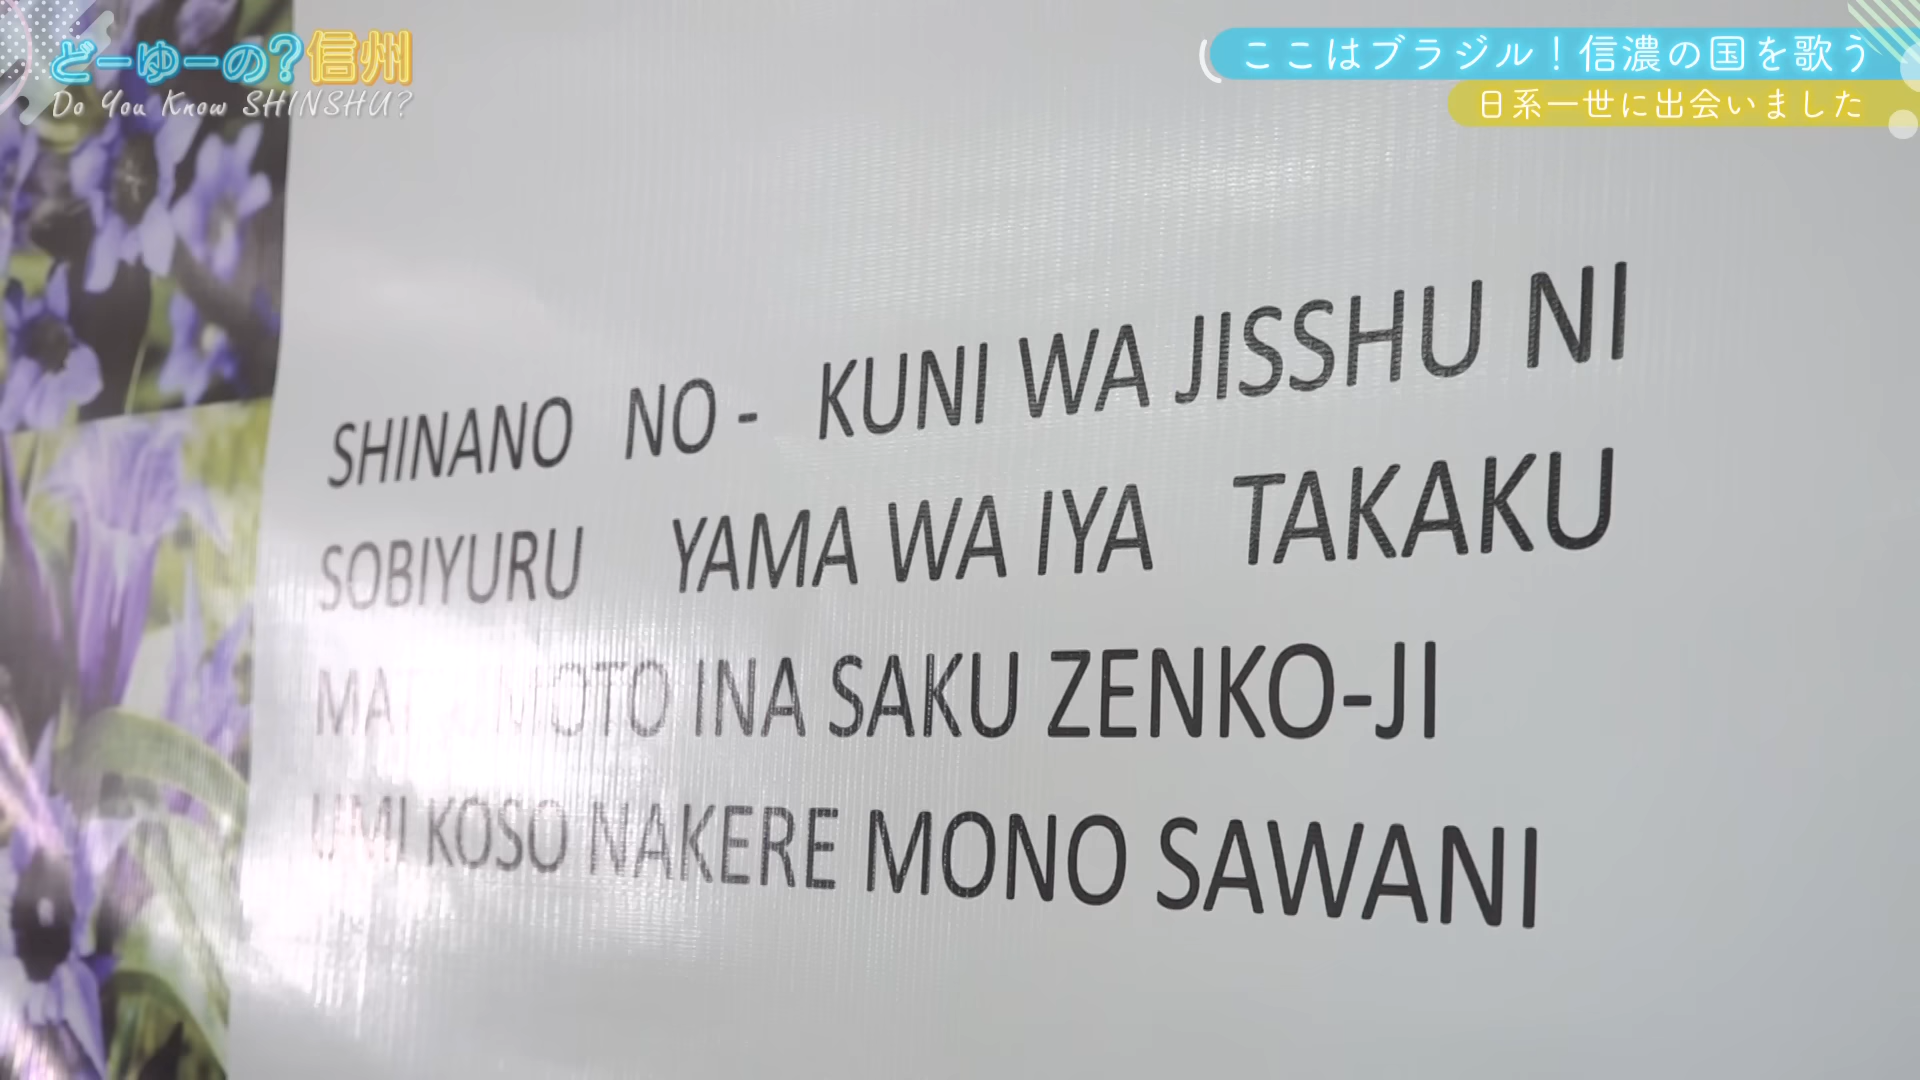 どーゆーの?信州
Do You Know SHINSHU?
ここはブラジル!信濃の国を歌う
日系一世に出会いました
SHINANO NO - KUNI WA JISSHU NI
SOBIYURU YAMA WA IYA TAKAKU
INA SAKU ZENKO-JI
UMI KOSO NAKERE MONO SAWANI